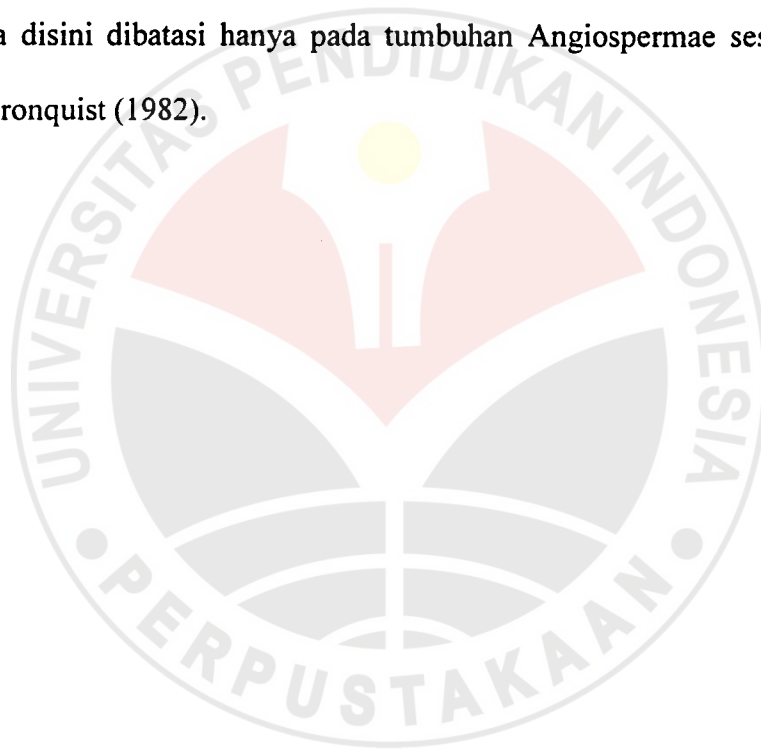 a disini dibatasi hanya pada tumbuhan Angiospermae ses
ronquist (1982).
UNIVERSITAS PENDIDIKAN INDONESIA
PERPUSTAKAAN